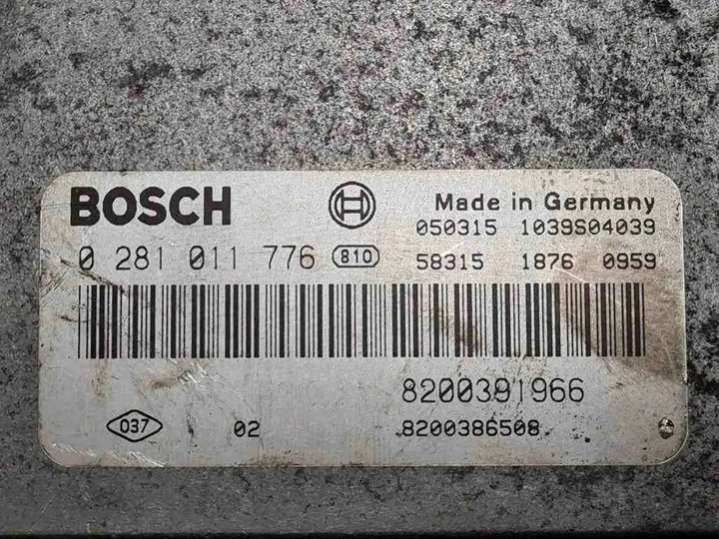 BOSCH
Made in Germany
050315 1039S04039
0 281 011 776 810
58315 1876 0959
8200391966
037 02 8200386508